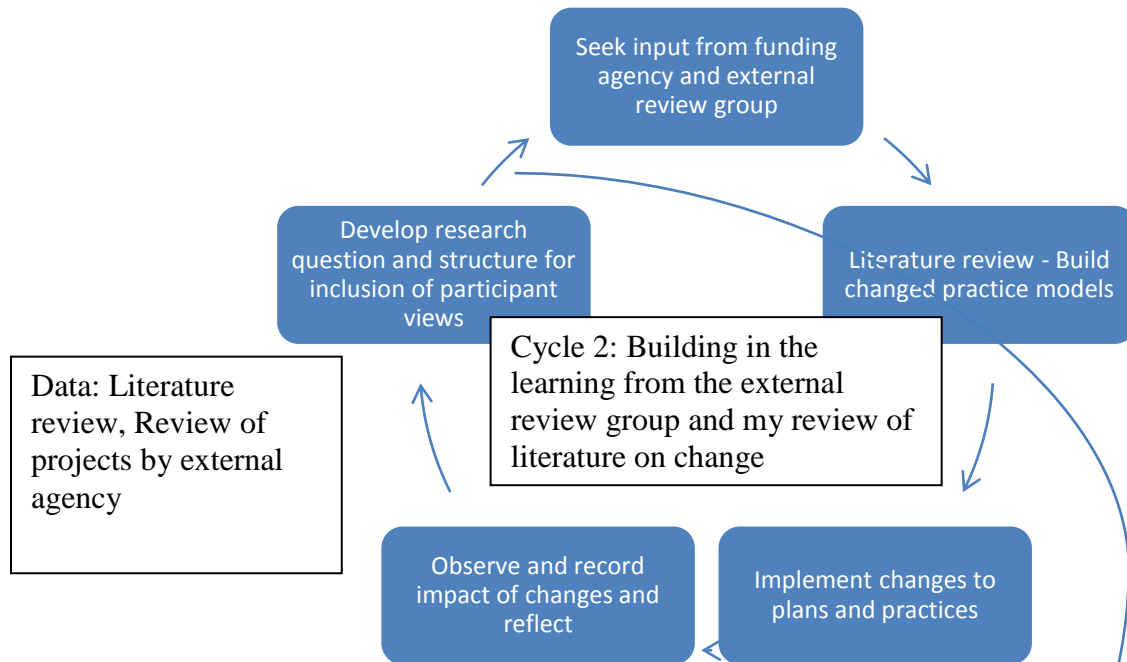 Seek input from funding
agency and external
review group
Develop research
question and structure for
inclusion of participant
views
Literature review - Build
changed practice models
Cycle 2: Building in the
learning from the external
review group and my review of
literature on change
Data: Literature
review, Review of
projects by external
agency
Observe and record
impact of changes and
reflect
Implement changes to
plans and practices